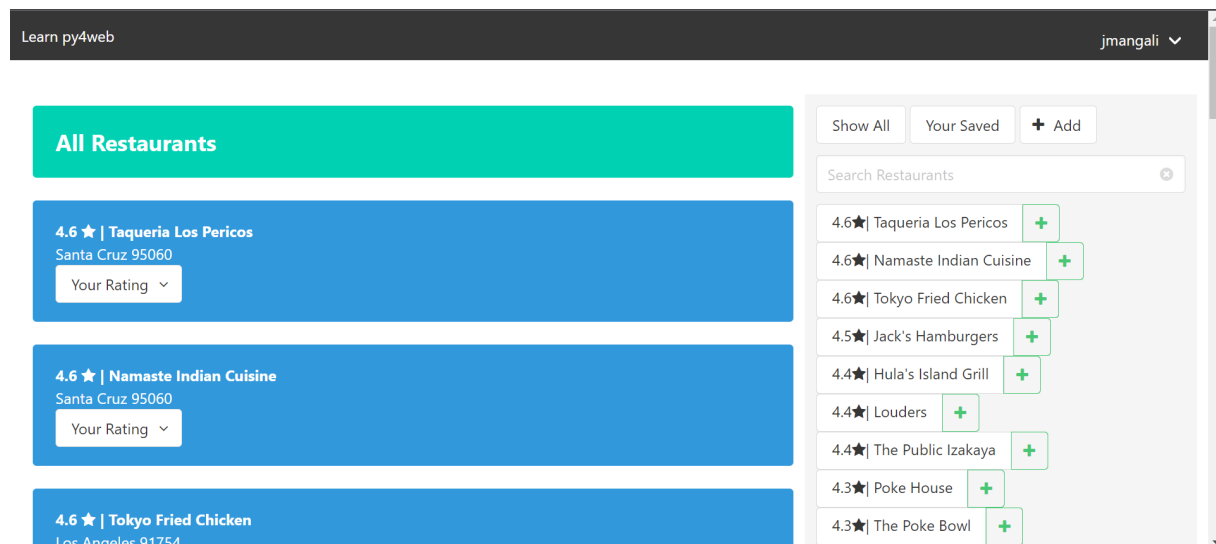 Learn py4web
jmangali
All Restaurants
4.6 ★ | Taqueria Los Pericos
Santa Cruz 95060
Your Rating
4.6 ★ | Namaste Indian Cuisine
Santa Cruz 95060
Your Rating
4.6 ★ | Tokyo Fried Chicken
Los Angeles 91754
Show All
Your Saved
+ Add
Search Restaurants
4.6★| Taqueria Los Pericos +
4.6★| Namaste Indian Cuisine +
4.6★| Tokyo Fried Chicken +
4.5★| Jack's Hamburgers +
4.4★| Hula's Island Grill +
4.4★| Louders +
4.4★| The Public Izakaya +
4.3★| Poke House +
4.3★| The Poke Bowl +